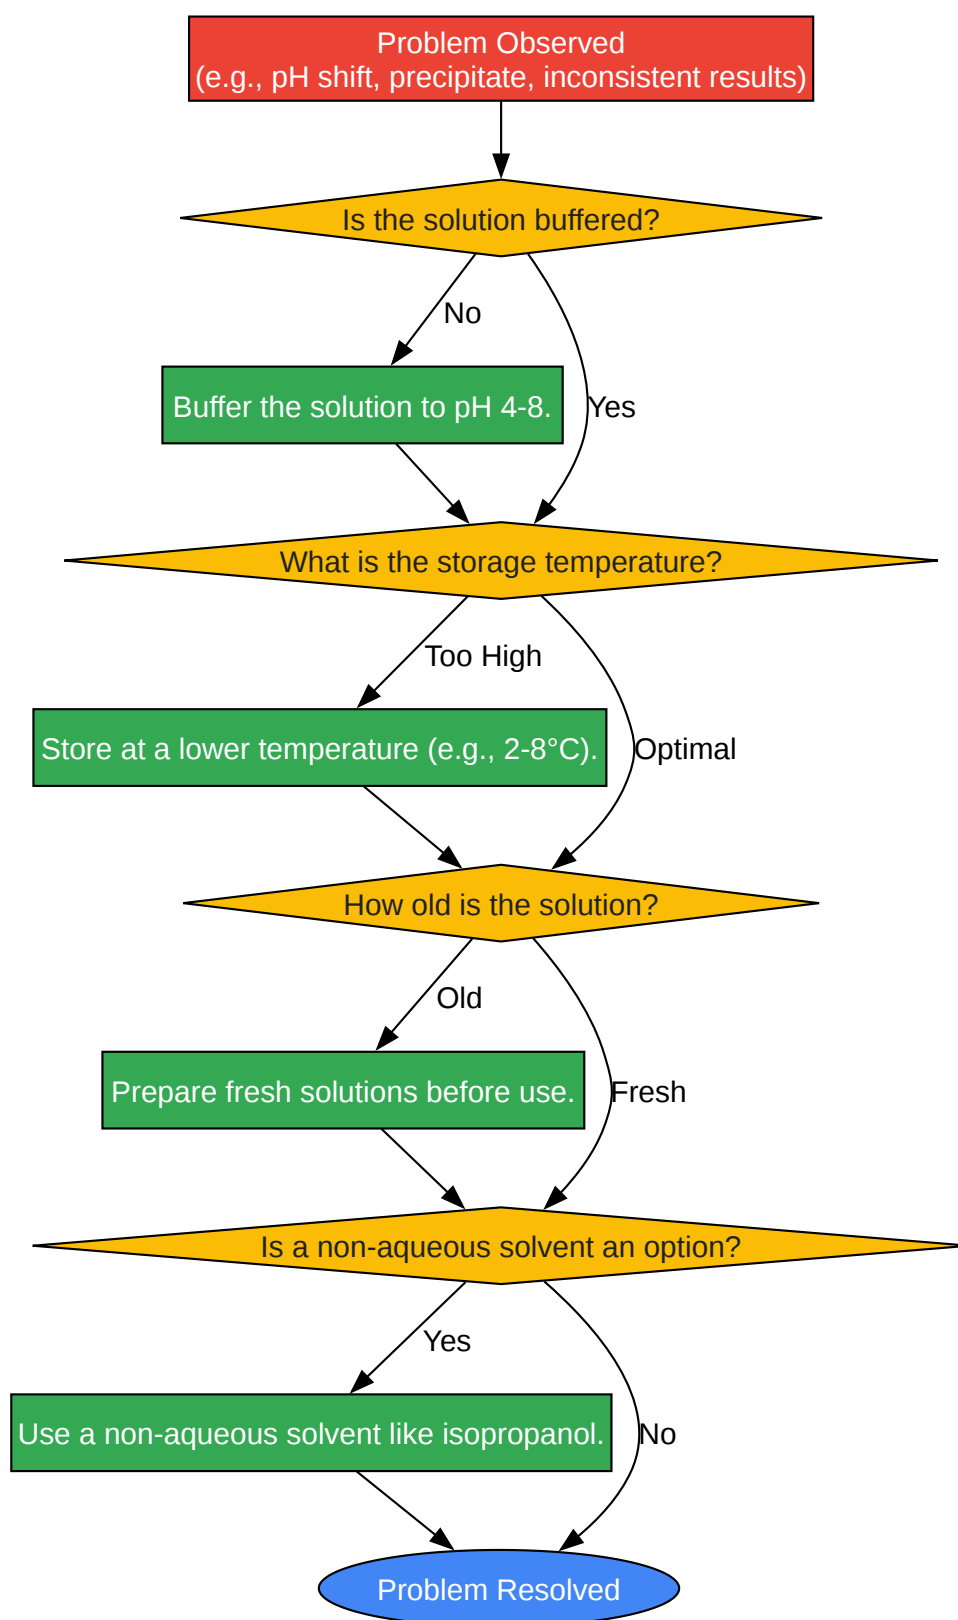 Problem Observed
(e.g., pH shift, precipitate, inconsistent results)
Is the solution buffered?
No
Buffer the solution to pH 4-8.
Yes
What is the storage temperature?
Too High
Store at a lower temperature (e.g., 2-8°C).
Optimal
How old is the solution?
Old
Prepare fresh solutions before use.
Fresh
Is a non-aqueous solvent an option?
Yes
Use a non-aqueous solvent like isopropanol.
No
Problem Resolved